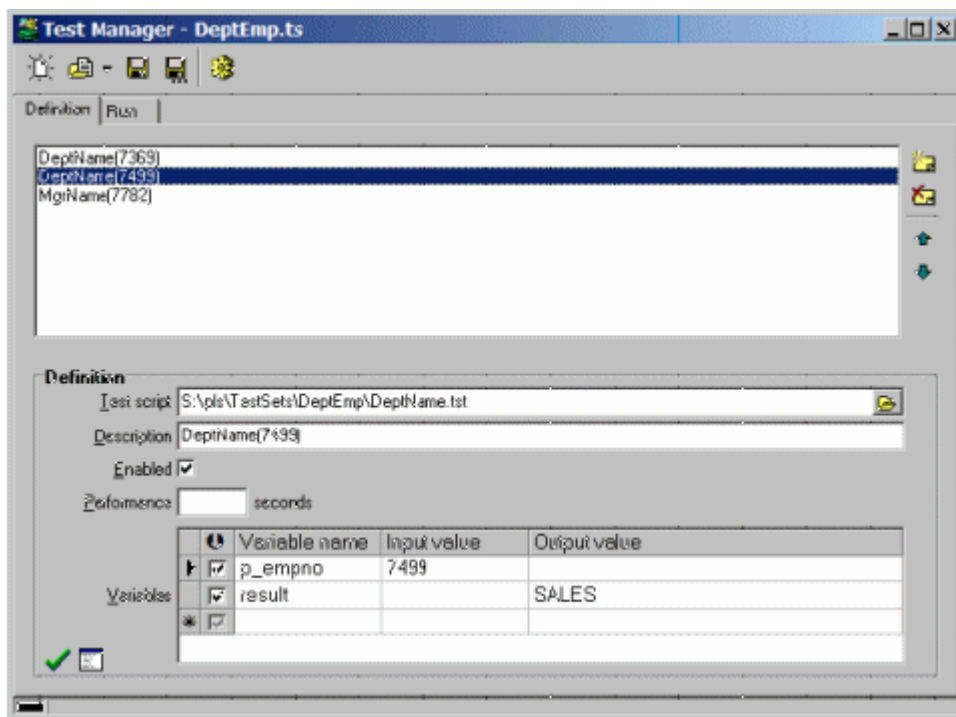 Test Manager - DeptEmp.ts
Definition Run
DeptName(7369)
DeptName(7499)
MgrName(7782)
Definition
Test script S:\pls\TestSets\DeptEmp\DeptName.tst
Description DeptName(7499)
Enabled
Performance seconds
Variable name Input value Output value
p_empno 7499
Variables result SALES